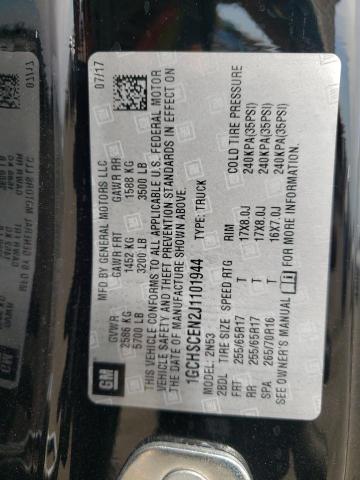 MFD BY GENERAL MOTORS LLC 07/17
GVWR GAWR FRT GAWR RR
2586 KG 1452 KG 1588 KG
5700 LB 3200 LB 3500 LB
THIS VEHICLE CONFORMS TO ALL APPLICABLE U.S. FEDERAL MOTOR
VEHICLE SAFETY AND THEFT PREVENTION STANDARDS IN EFFECT ON
THE DATE OF MANUFACTURE SHOWN ABOVE.
1GCHSCEN2J1101944 TYPE: TRUCK
MODEL: 2N53
2BDL TIRE SIZE SPEED RTG RIM COLD TIRE PRESSURE
FRT 255/65R17 T 17X8.0J 240KPA(35PSI)
RR 255/65R17 T 17X8.0J 240KPA(35PSI)
SPA 265/70R16 T 16X7.0J 240KPA(35PSI)
SEE OWNER'S MANUAL FOR MORE INFORMATION.
GM